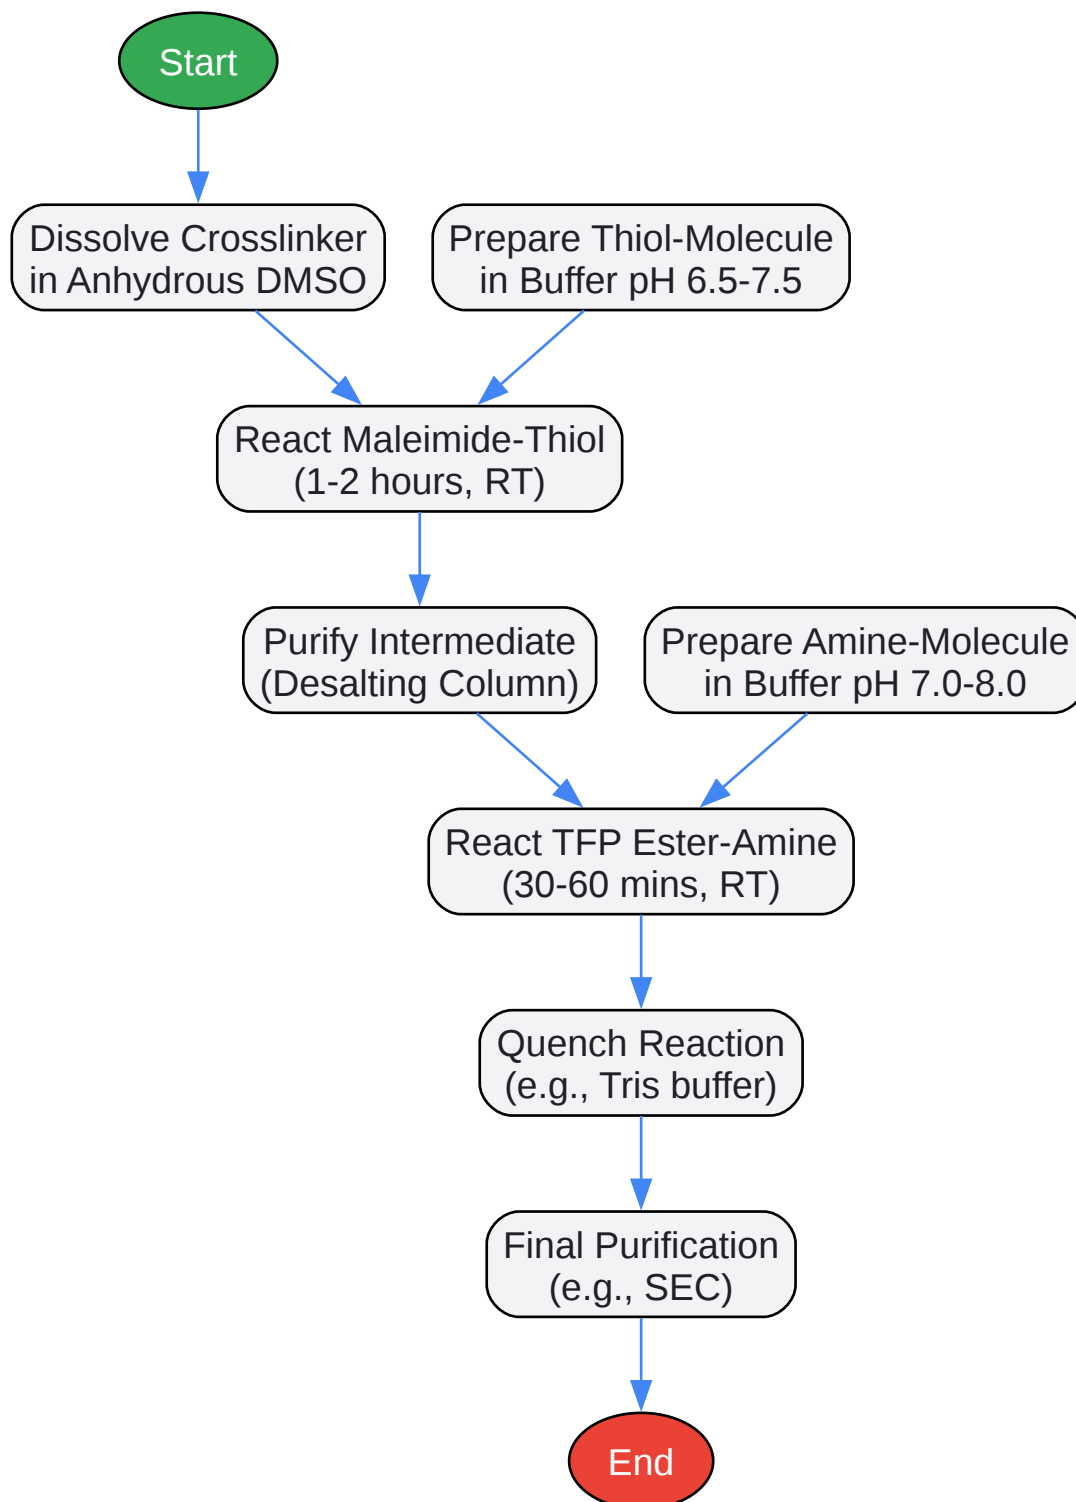 Start
Dissolve Crosslinker
in Anhydrous DMSO
Prepare Thiol-Molecule
in Buffer pH 6.5-7.5
React Maleimide-Thiol
(1-2 hours, RT)
Purify Intermediate
(Desalting Column)
Prepare Amine-Molecule
in Buffer pH 7.0-8.0
React TFP Ester-Amine
(30-60 mins, RT)
Quench Reaction
(e.g., Tris buffer)
Final Purification
(e.g., SEC)
End